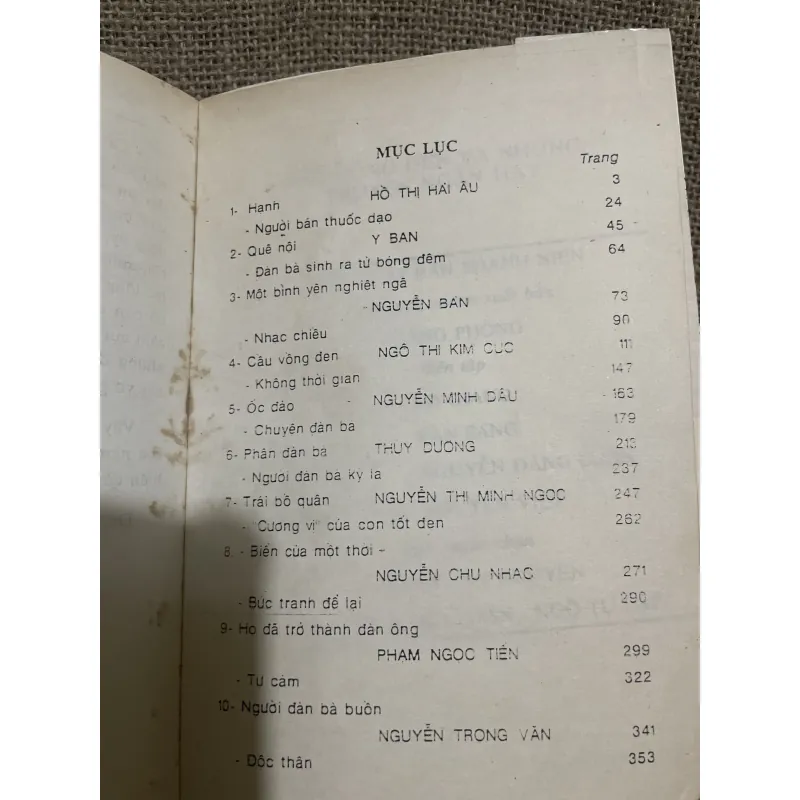 MỤC LỤC
Trang
1- Hạnh HỒ THỊ HẢI ÂU 3
- Người bán thuốc dạo 24
2- Quê nội Y BAN 45
- Đàn bà sinh ra từ bóng đêm 64
3- Một bình yên nghiệt ngã
NGUYỄN BẢN 73
- Nhạc chiều 90
4- Cầu vồng đen NGÔ THỊ KIM CÚC 111
- Không thời gian 147
5- Ốc đảo NGUYỄN MINH DẬU 163
- Chuyện đàn bà 179
6- Phận đàn bà THÙY DƯƠNG 213
- Người đàn bà kỳ lạ 237
7- Trái bồ quân NGUYỄN THỊ MINH NGỌC 247
- "Cương vị" của con tốt đen 262
8. - Biển của một thời -
NGUYỄN CHU NHẠC 271
- Bức tranh để lại 290
9- Họ đã trở thành đàn ông
PHẠM NGỌC TIẾN 299
- Tự cảm 322
10- Người đàn bà buồn
NGUYỄN TRỌNG VĂN 341
- Độc thân 353